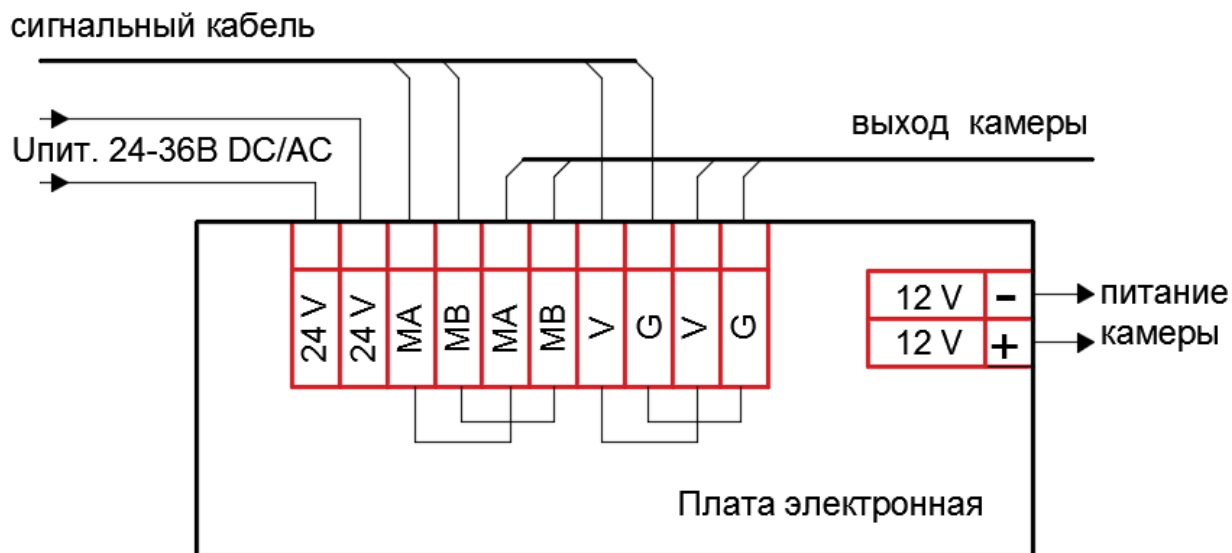 сигнальный кабель
Uпит. 24-36В DC/AC
выход камеры
24 V
24 V
MA
MB
MA
MB
V
G
V
G
12 V -
12 V +
питание
камеры
Плата электронная